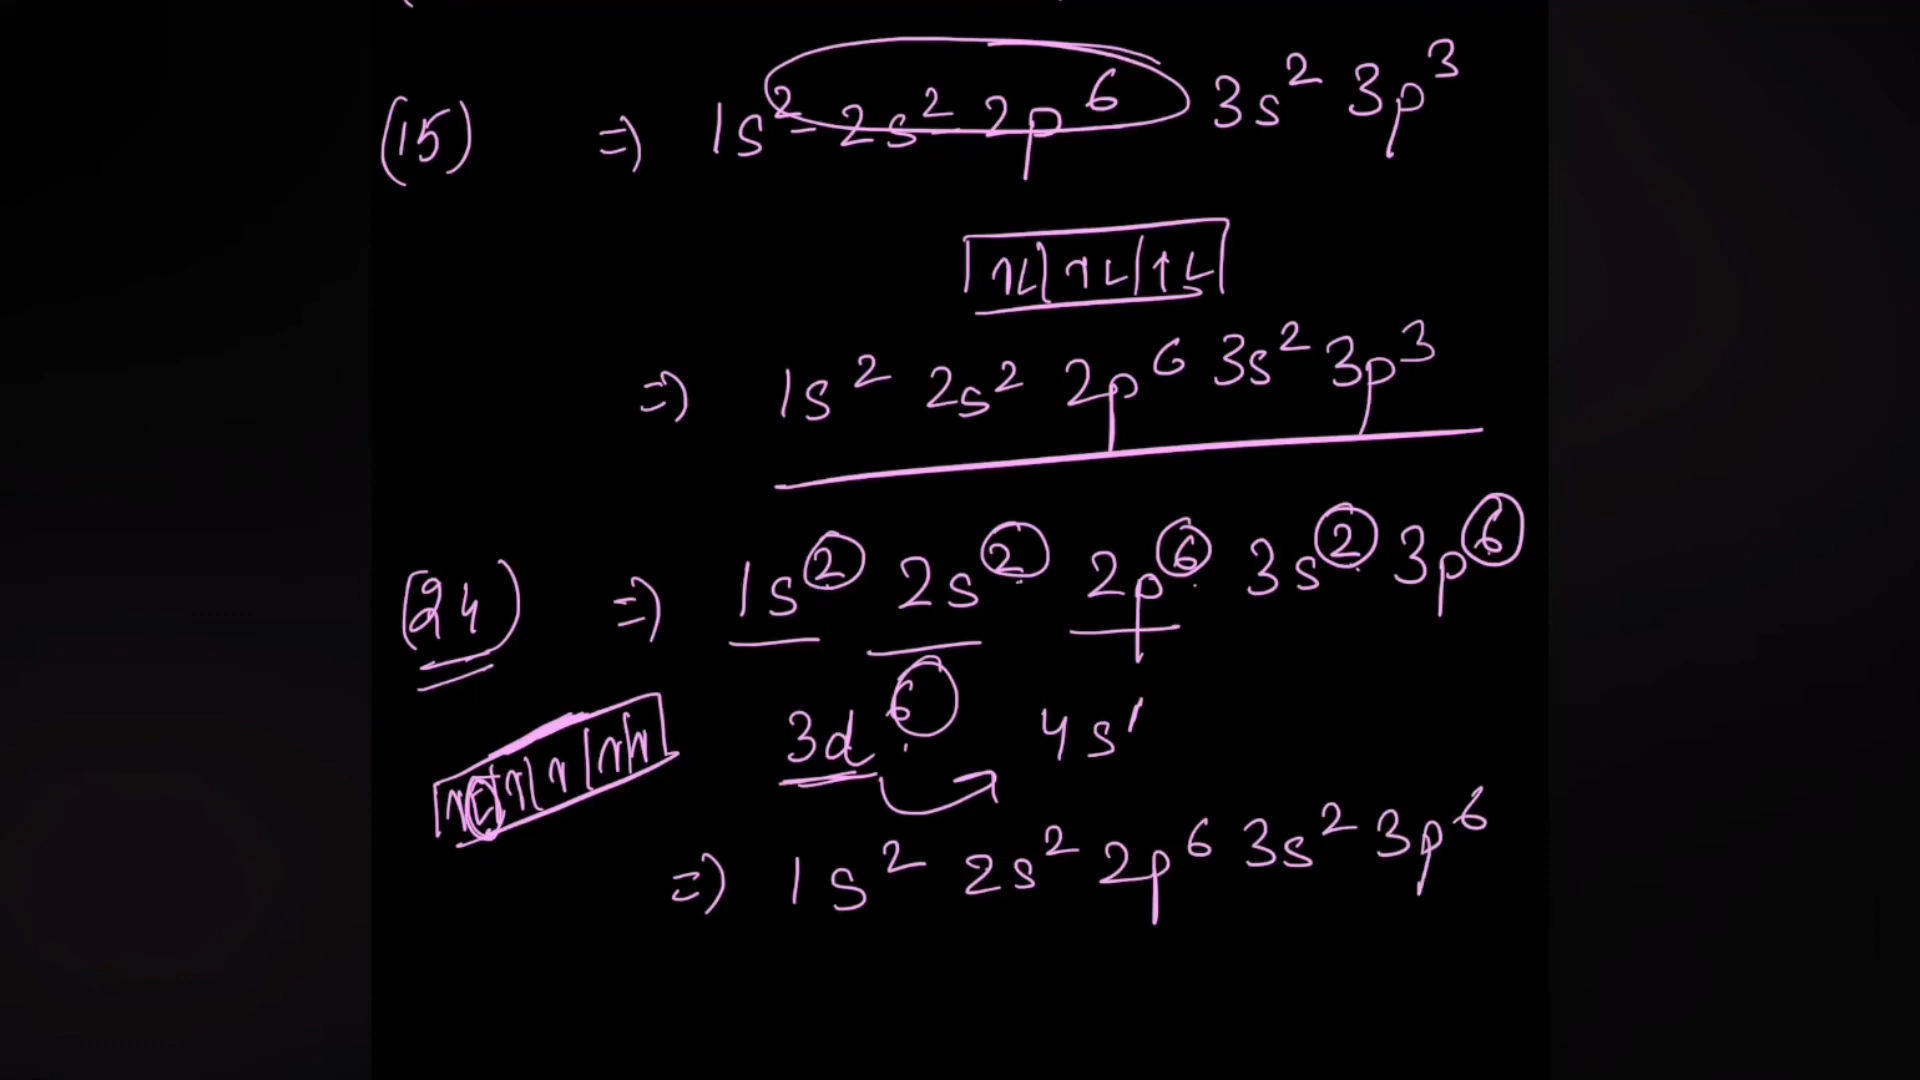 (15) ⇒ 1s² 2s² 2p⁶ 3s² 3p³
⇒ 1s² 2s² 2p⁶ 3s² 3p³
(24) ⇒ 1s² 2s² 2p⁶ 3s² 3p⁶
3d⁶ 4s¹
⇒ 1s² 2s² 2p⁶ 3s² 3p⁶